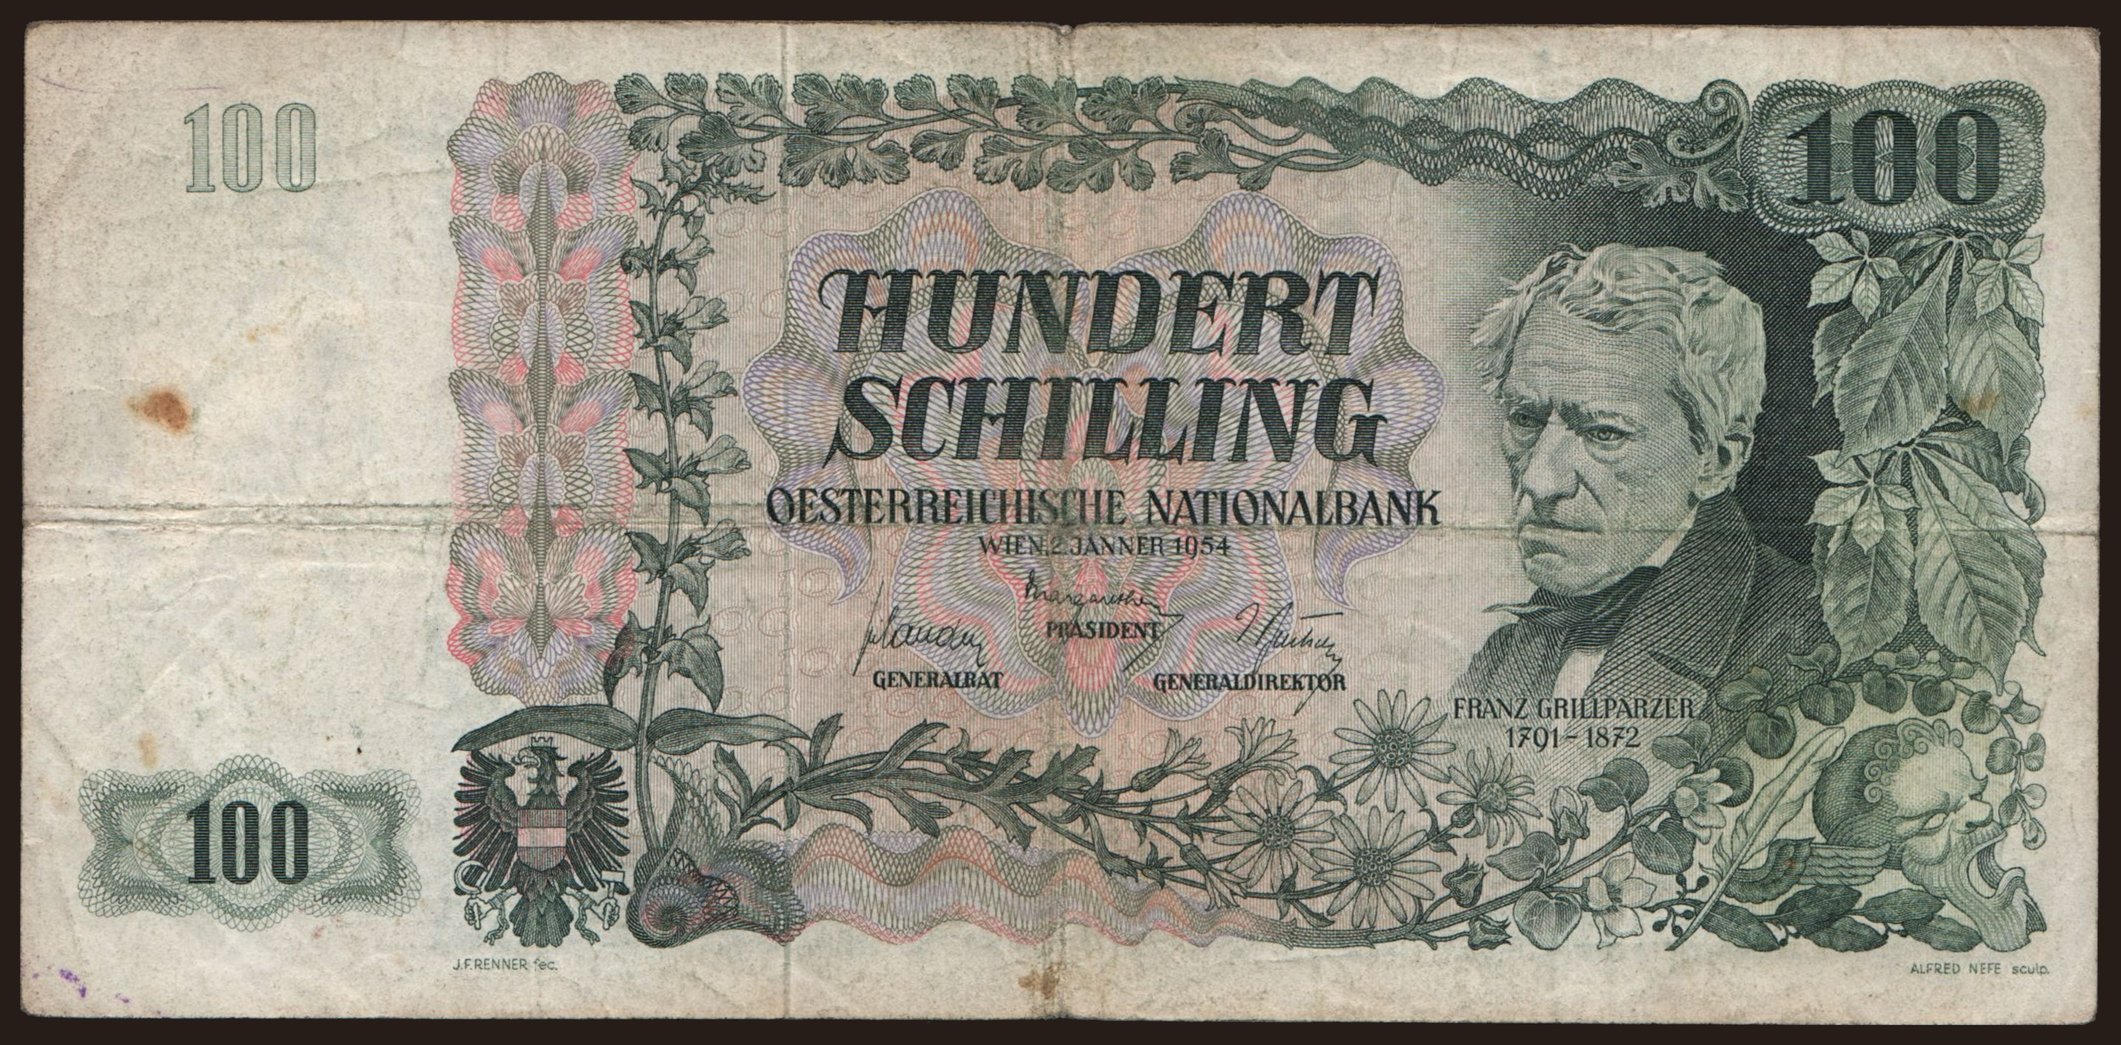 100
100
HUNDERT
SCHILLING
OESTERREICHISCHE NATIONALBANK
WIEN, 2. JÄNNER 1954
PRÄSIDENT
GENERALRAT
GENERALDIREKTOR
FRANZ GRILLPARZER
1791-1872
100
J.F.RENNER fec.
ALFRED NEFE sculp.